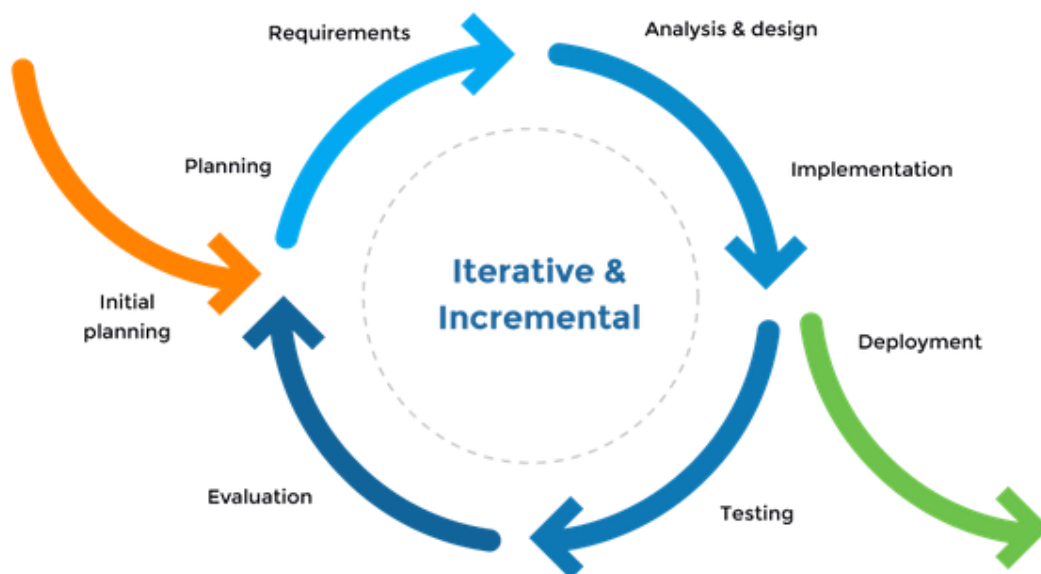 Requirements
Analysis & design
Planning
Implementation
Iterative &
Incremental
Initial
planning
Deployment
Evaluation
Testing